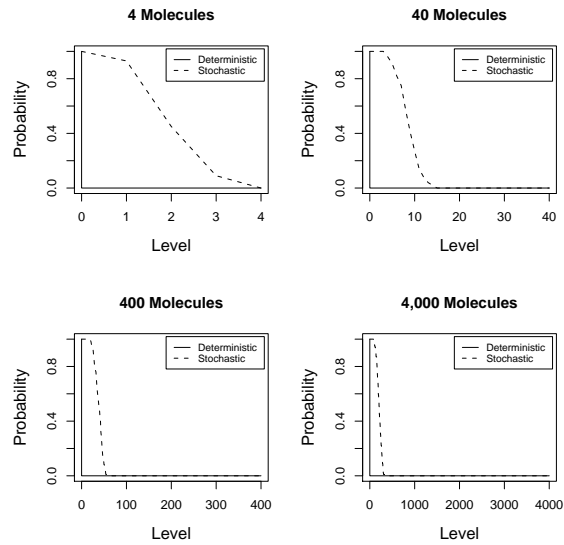 4 Molecules
Probability
0.0 0.4 0.8
Deterministic
Stochastic
0 1 2 3 4
Level
40 Molecules
Probability
0.0 0.4 0.8
Deterministic
Stochastic
0 10 20 30 40
Level
400 Molecules
Probability
0.0 0.4 0.8
Deterministic
Stochastic
0 100 200 300 400
Level
4,000 Molecules
Probability
0.0 0.4 0.8
Deterministic
Stochastic
0 1000 2000 3000 4000
Level